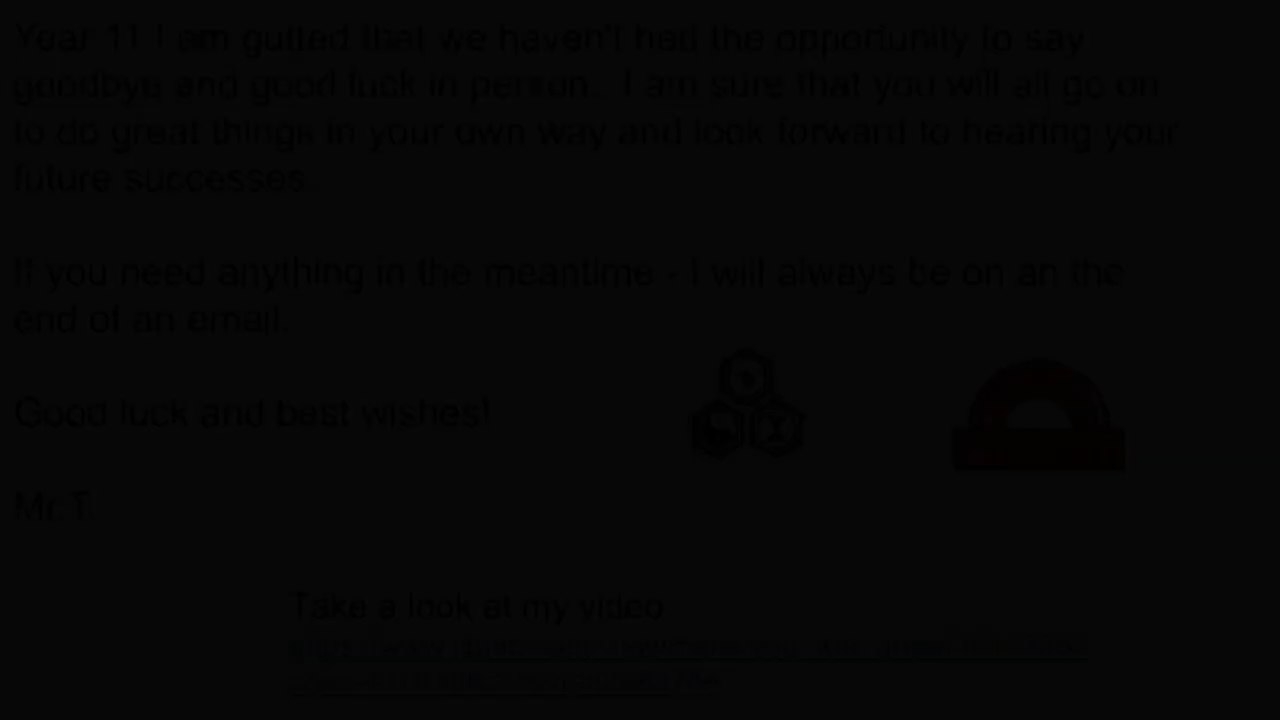 Year 11 I am gutted that we haven't had the opportunity to say
goodbye and good luck in person.. I am sure that you will all go on
to do great things in your own way and look forward to hearing your
future successes.
If you need anything in the meantime - I will always be on an the
end of an email.
Good luck and best wishes!
Mr.T.
Take a look at my video